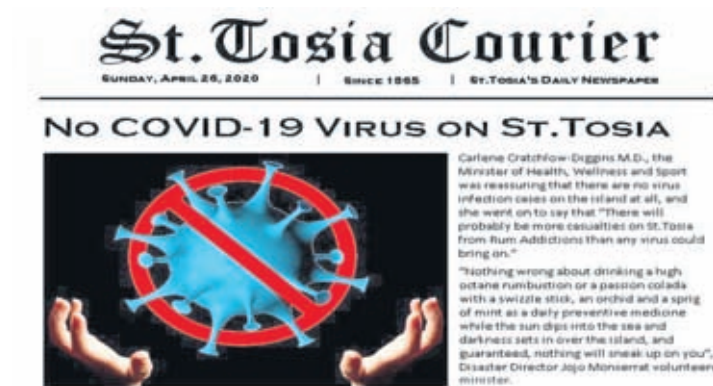 St.Tosia Courier
SUNDAY, APRIL 26, 2020 | SINCE 1865 | ST.TOSIA'S DAILY NEWSPAPER
NO COVID-19 VIRUS ON ST.TOSIA
Carlene Cratchlow-Diggins M.D., the
Minister of Health, Wellness and Sport
was reassuring that there are no virus
infection cases on the island at all, and
she went on to say that "There will
probably be more casualties on St.Tosia
from Rum Addictions than any virus could
bring on."
"Nothing wrong about drinking a high
octane rumbustion or a passion colada
with a swizzle stick, an orchid and a sprig
of mint as a daily preventive medicine
while the sun dips into the sea and
darkness sets in over the island, and
guaranteed, nothing will sneak up on you",
Disaster Director Jojo Monserrat volunteer
minister.